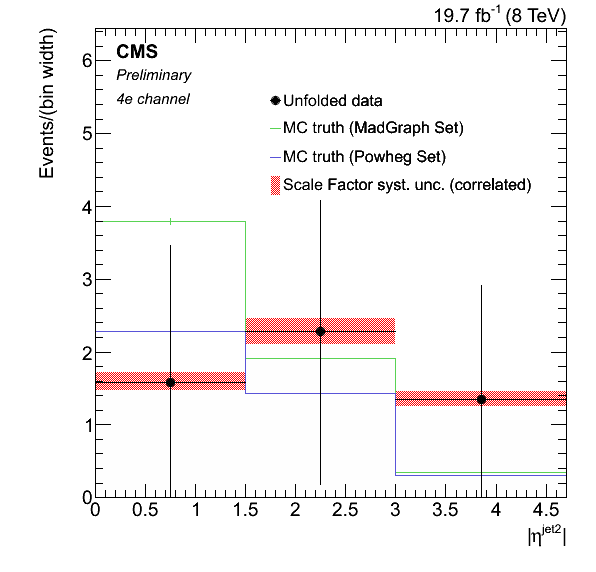 19.7 fb⁻¹ (8 TeV)
Events/(bin width)
CMS
Preliminary
4e channel
Unfolded data
MC truth (MadGraph Set)
MC truth (Powheg Set)
Scale Factor syst. unc. (correlated)
6
5
4
3
2
1
0
0 0.5 1 1.5 2 2.5 3 3.5 4 4.5
|η^jet2|